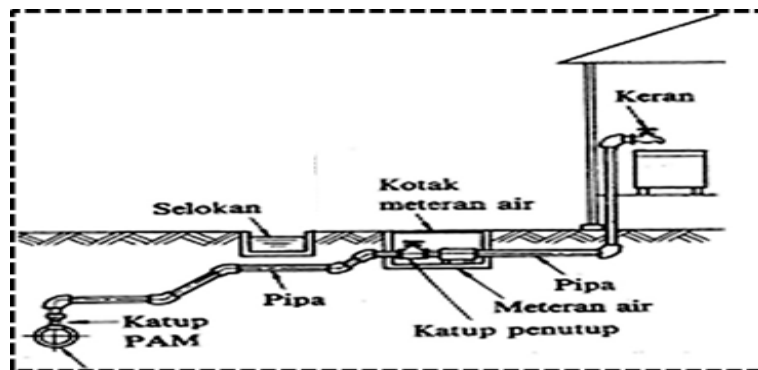 Keran
Kotak
meteran air
Selokan
Pipa
Pipa
Meteran air
Katup penutup
Katup
PAM